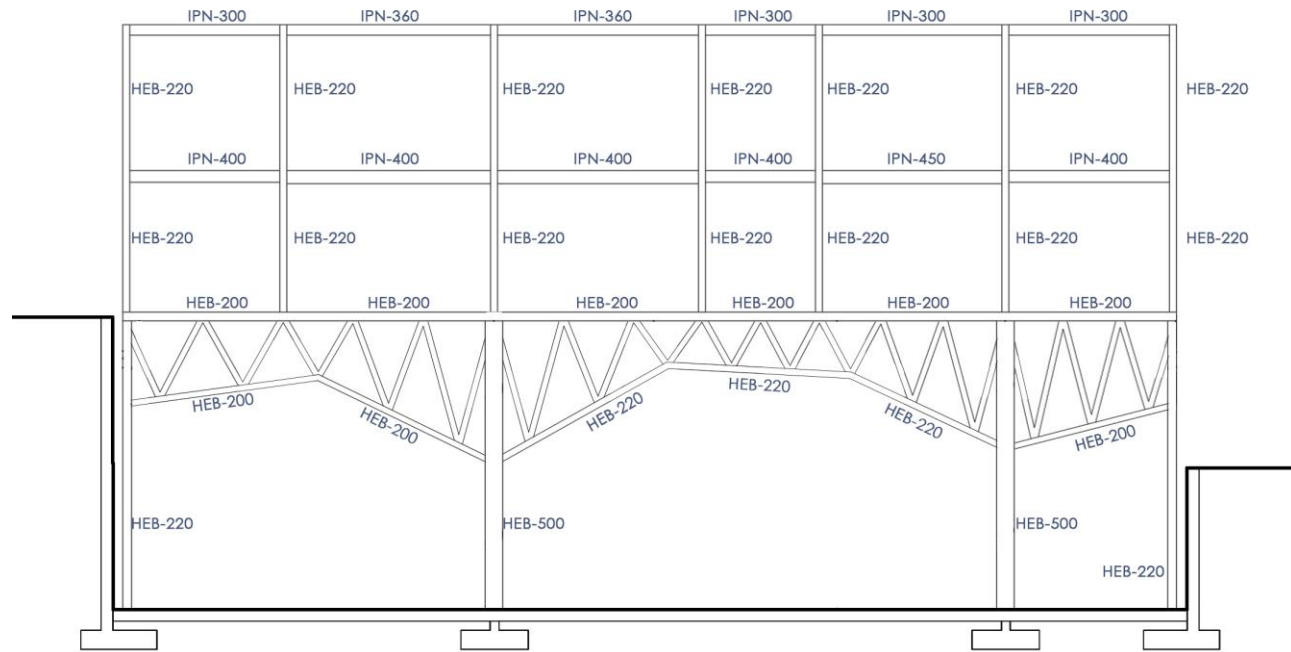 IPN-300 IPN-360 IPN-360 IPN-300 IPN-300 IPN-300
HEB-220 HEB-220 HEB-220 HEB-220 HEB-220 HEB-220 HEB-220
IPN-400 IPN-400 IPN-400 IPN-400 IPN-450 IPN-400
HEB-220 HEB-220 HEB-220 HEB-220 HEB-220 HEB-220 HEB-220
HEB-200 HEB-200 HEB-200 HEB-200 HEB-200 HEB-200
HEB-200 HEB-200 HEB-220 HEB-220 HEB-220 HEB-200
HEB-220 HEB-500 HEB-500
HEB-220